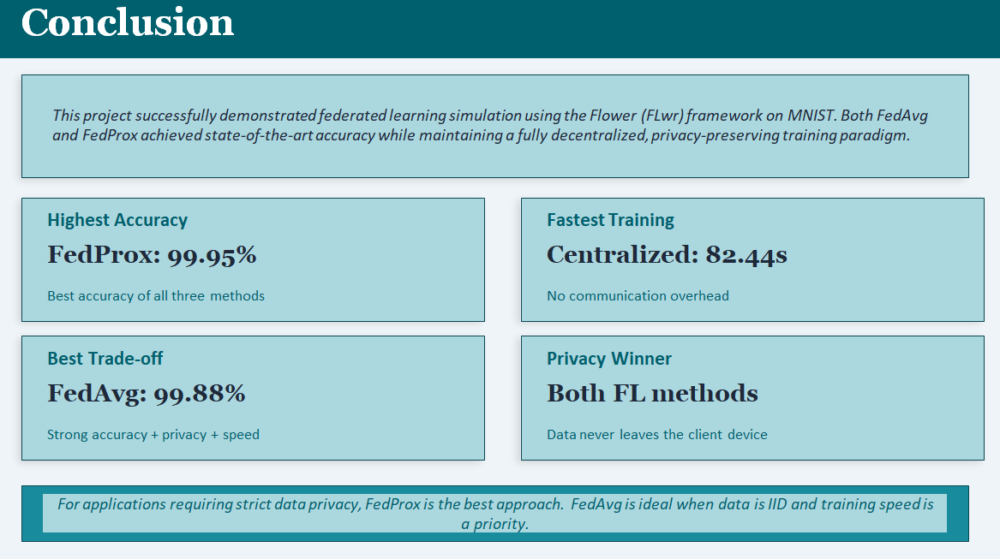 Conclusion
This project successfully demonstrated federated learning simulation using the Flower (FLwr) framework on MNIST. Both FedAvg
and FedProx achieved state-of-the-art accuracy while maintaining a fully decentralized, privacy-preserving training paradigm.
Highest Accuracy
FedProx: 99.95%
Best accuracy of all three methods
Fastest Training
Centralized: 82.44s
No communication overhead
Best Trade-off
FedAvg: 99.88%
Strong accuracy + privacy + speed
Privacy Winner
Both FL methods
Data never leaves the client device
For applications requiring strict data privacy, FedProx is the best approach. FedAvg is ideal when data is IID and training speed is
a priority.